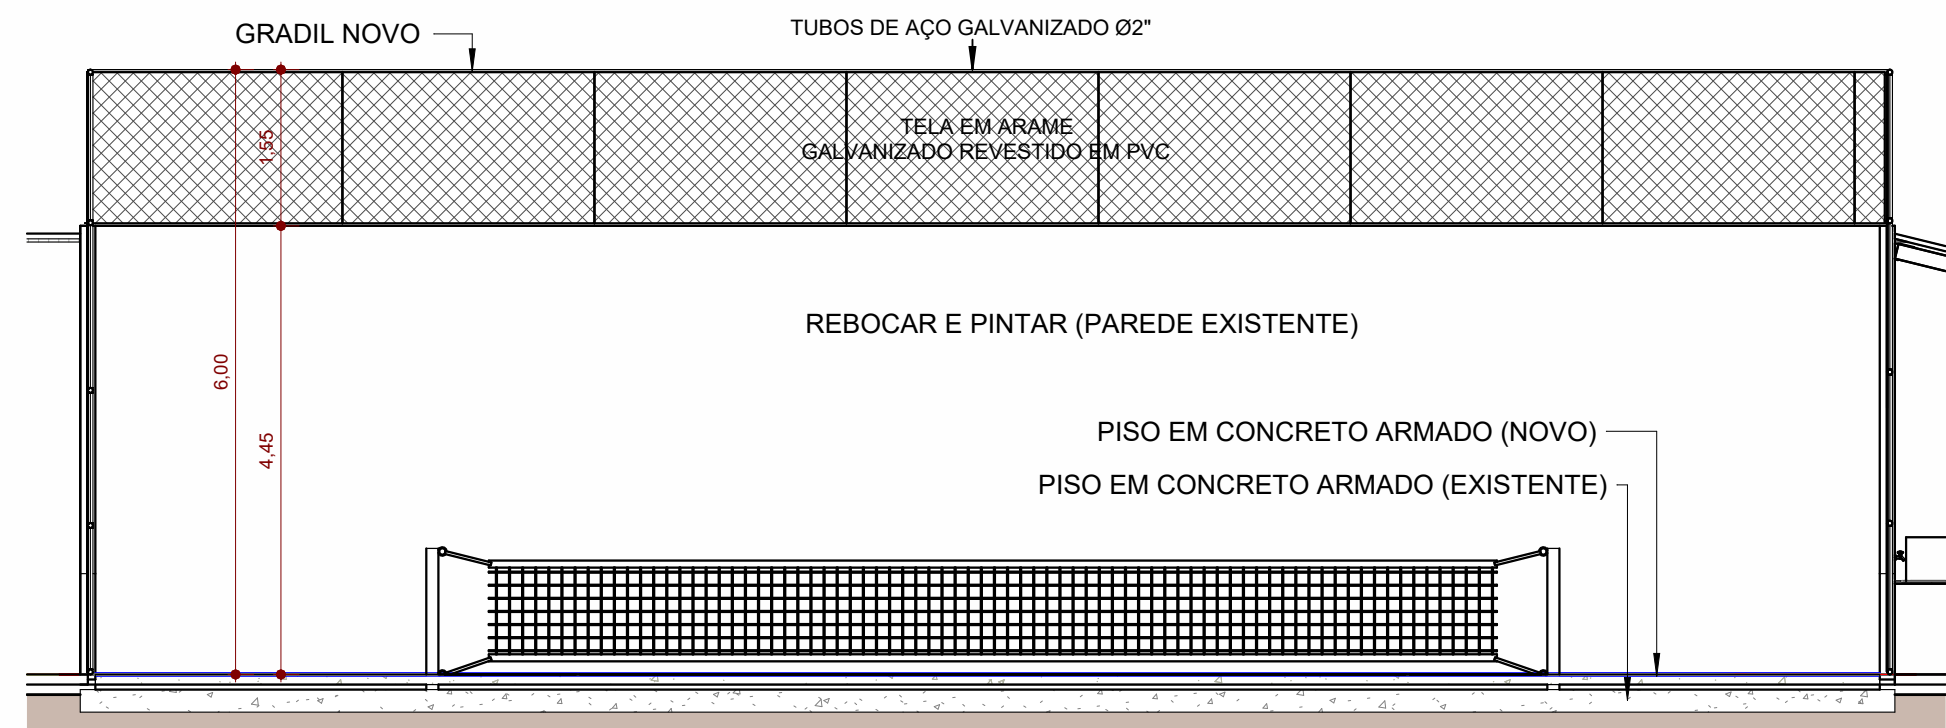 GRADIL NOVO
TUBOS DE AÇO GALVANIZADO Ø2"
1,55
TELA EM ARAME
GALVANIZADO REVESTIDO EM PVC
REBOCAR E PINTAR (PAREDE EXISTENTE)
6,00
4,45
PISO EM CONCRETO ARMADO (NOVO)
PISO EM CONCRETO ARMADO (EXISTENTE)